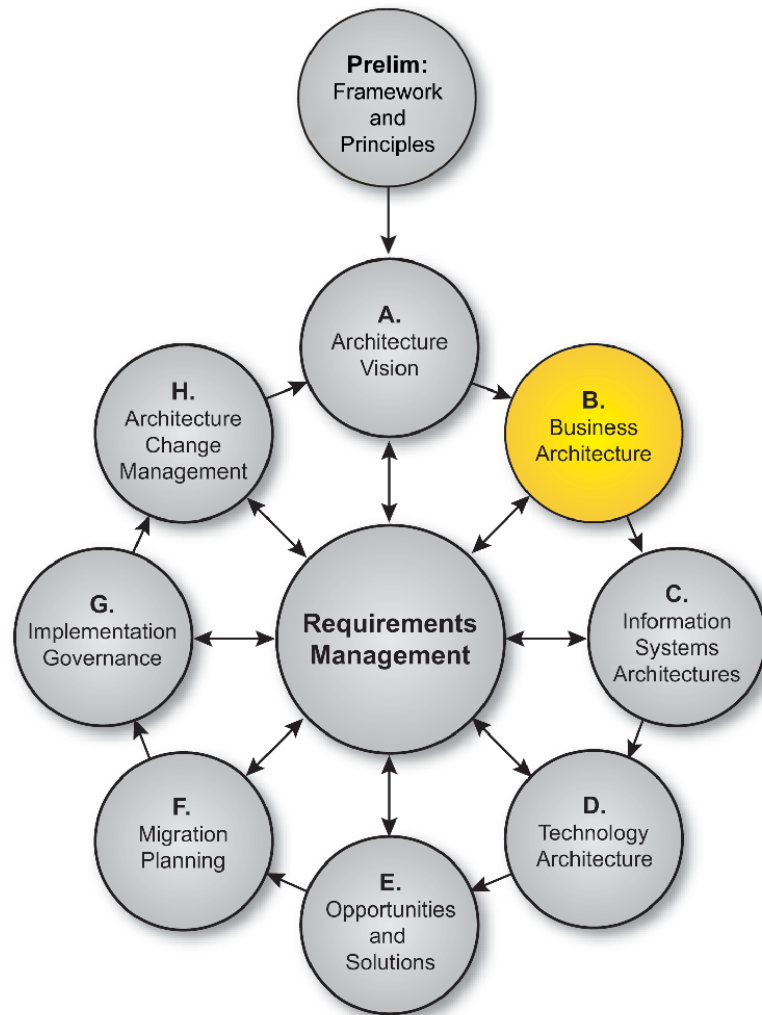 Prelim:
Framework
and
Principles
A.
Architecture
Vision
B.
Business
Architecture
C.
Information
Systems
Architectures
D.
Technology
Architecture
E.
Opportunities
and
Solutions
F.
Migration
Planning
G.
Implementation
Governance
H.
Architecture
Change
Management
Requirements
Management